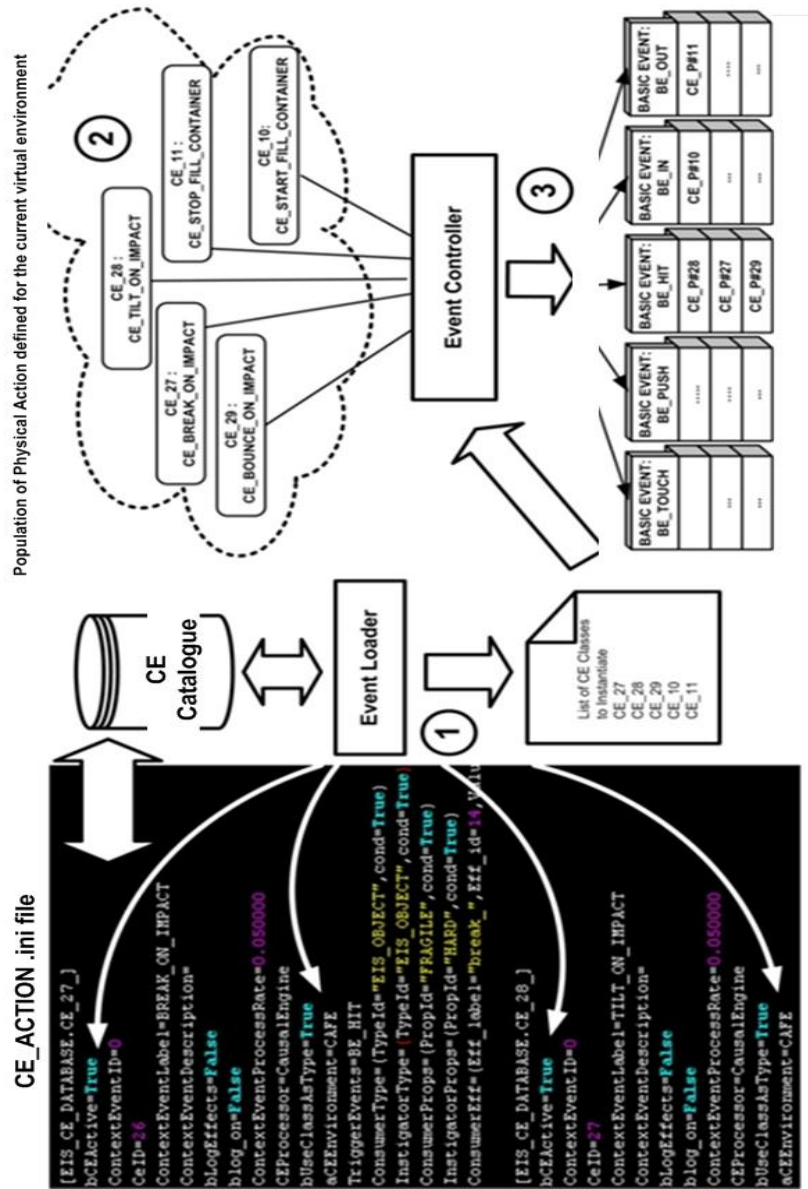 CE_ACTION .ini file
[EIS_CE_DATABASE.CE_27_]
bcEActive=True
ContextEventID=0
CeID=26
ContextEventLabel=BREAK_ON_IMPACT
ContextEventDescription=
bLogEffects=False
blog_on=False
ContextEventProcessRate=0.050000
cEProcessor=CausalEngine
bUseClassAsType=True
aCEEnvironment=CAFE
TriggerEvents=BE_HIT
ConsumerType=(TypeId="EIS_OBJECT",cond=True)
InstigatorType=(TypeId="EIS_OBJECT",cond=True)
ConsumerProps=(PropId="FRAGILE",cond=True)
InstigatorProps=(PropId="HARD",cond=True)
ConsumerEff=(Eff_label="break_",Eff_id=14,Valu
[EIS_CE_DATABASE.CE_28_]
bcEActive=True
ContextEventID=0
CeID=27
ContextEventLabel=TILT_ON_IMPACT
ContextEventDescription=
bLogEffects=False
blog_on=False
ContextEventProcessRate=0.050000
cEProcessor=CausalEngine
bUseClassAsType=True
aCEEnvironment=CAFE
CE
Catalogue
Event Loader
1
List of CE Classes
to Instantiate
CE_27
CE_28
CE_29
CE_10
CE_11
Population of Physical Action defined for the current virtual environment
2
CE_28 :
CE_TILT_ON_IMPACT
CE_27 :
CE_BREAK_ON_IMPACT
CE_29 :
CE_BOUNCE_ON_IMPACT
CE_11:
CE_STOP_FILL_CONTAINER
CE_10:
CE_START_FILL_CONTAINER
Event Controller
3
BASIC EVENT:
BE_TOUCH
...
...
BASIC EVENT:
BE_PUSH
.....
....
...
BASIC EVENT:
BE_HIT
CE_P#28
CE_P#27
CE_P#29
BASIC EVENT:
BE_IN
CE_P#10
...
...
BASIC EVENT:
BE_OUT
CE_P#11
....
...